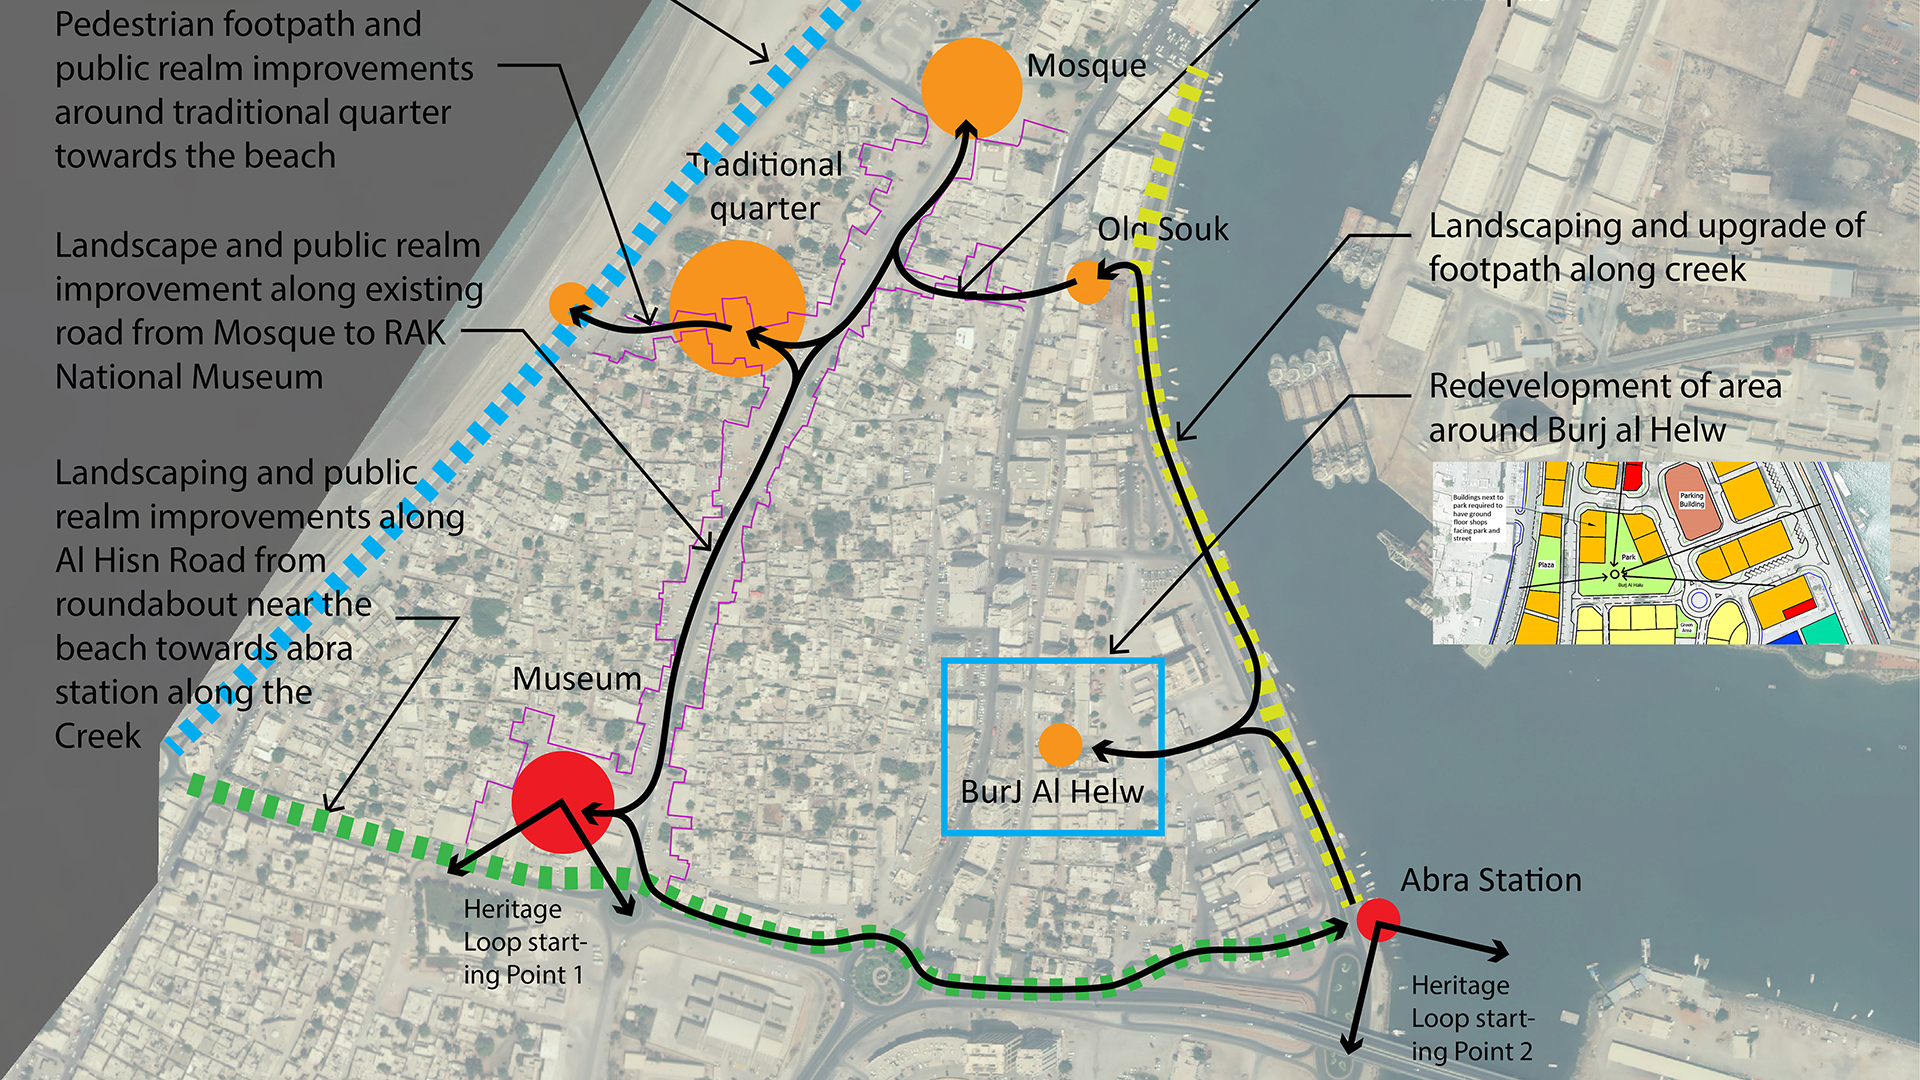 Pedestrian footpath and
public realm improvements
around traditional quarter
towards the beach
Landscape and public realm
improvement along existing
road from Mosque to RAK
National Museum
Landscaping and public
realm improvements along
Al Hisn Road from
roundabout near the
beach towards abra
station along the
Creek
Mosque
Traditional
quarter
Old Souk
Museum
BurJ Al Helw
Heritage
Loop start-
ing Point 1
Abra Station
Heritage
Loop start-
ing Point 2
Landscaping and upgrade of
footpath along creek
Redevelopment of area
around Burj al Helw
Buildings next to
park required to
have ground
floor shops
facing park and
street
Parking
Building
Plaza
Park
Green
Area